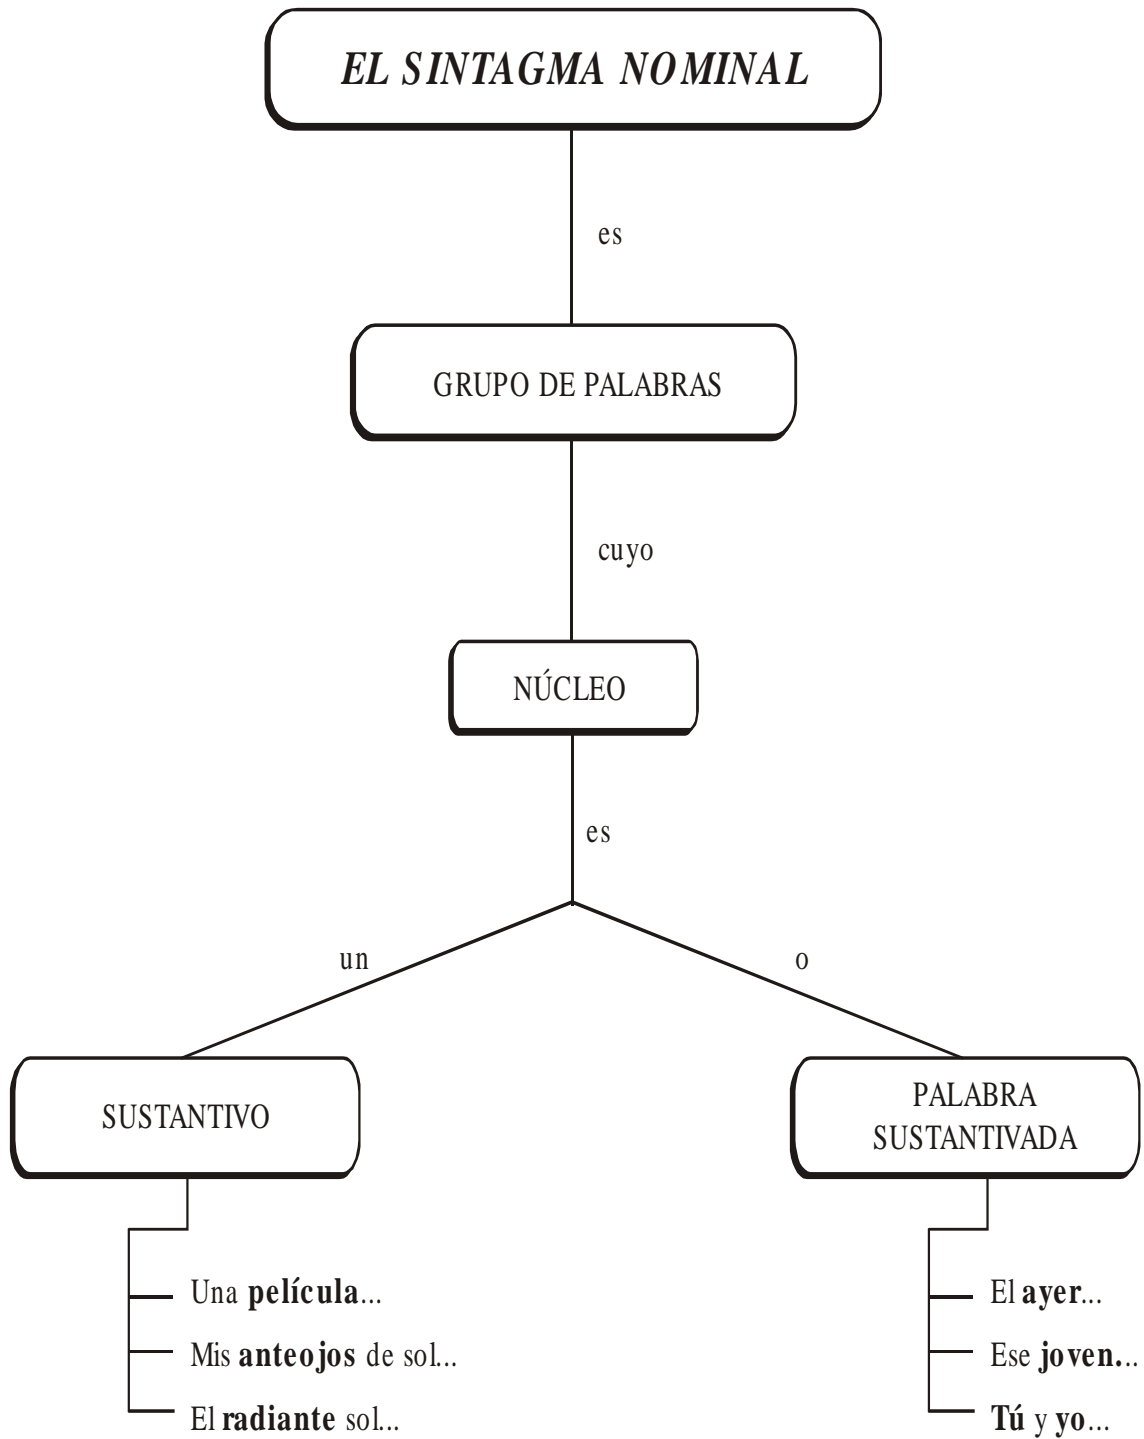 EL SINTAGMA NOMINAL
es
GRUPO DE PALABRAS
cuyo
NÚCLEO
es
un
o
SUSTANTIVO
PALABRA
SUSTANTIVADA
Una película...
Mis anteojos de sol...
El radiante sol...
El ayer...
Ese joven...
Tú y yo...